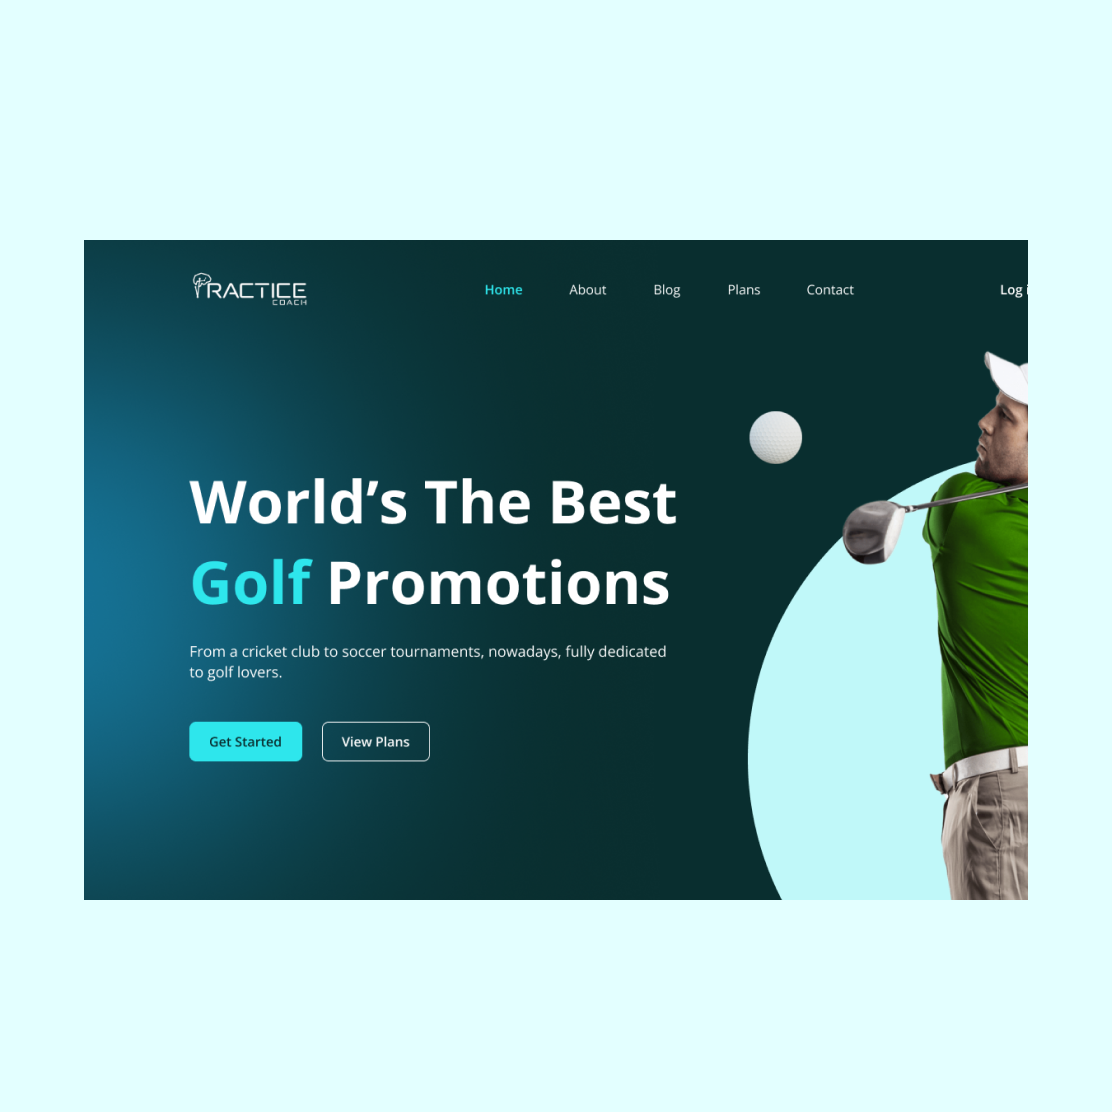 PRACTICE
COACH
Home About Blog Plans Contact Log i
World’s The Best
Golf Promotions
From a cricket club to soccer tournaments, nowadays, fully dedicated
to golf lovers.
Get Started View Plans